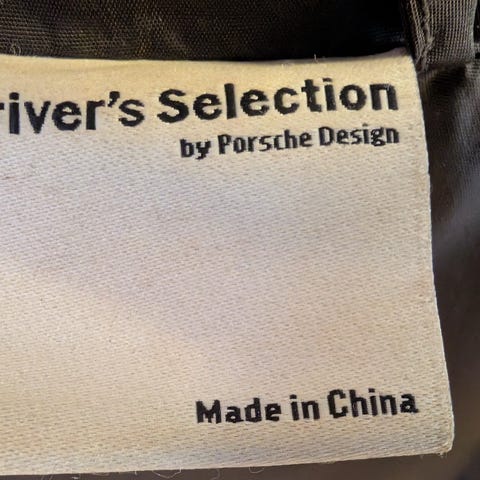 river's Selection
by Porsche Design
Made in China